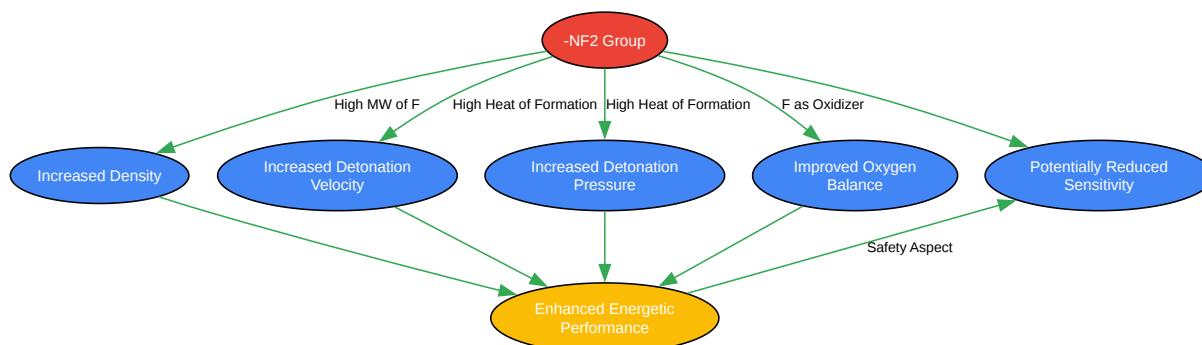 -NF2 Group
High MW of F
High Heat of Formation
High Heat of Formation
F as Oxidizer
Increased Density
Increased Detonation
Velocity
Increased Detonation
Pressure
Improved Oxygen
Balance
Potentially Reduced
Sensitivity
Safety Aspect
Enhanced Energetic
Performance